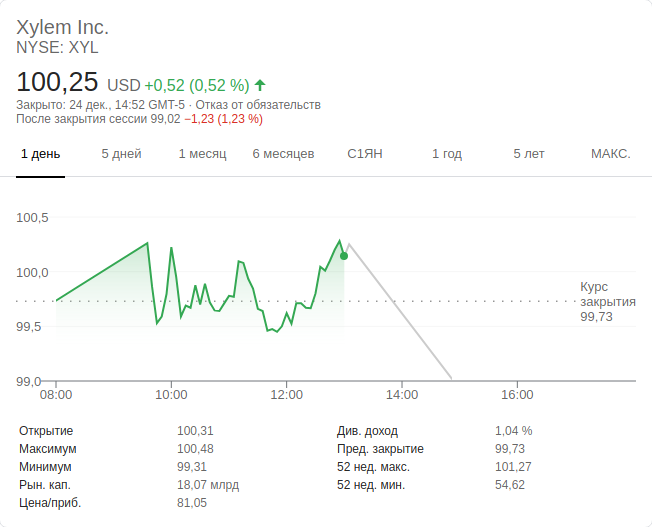 Xylem Inc.
NYSE: XYL
100,25 USD +0,52 (0,52 %)
Закрыто: 24 дек., 14:52 GMT-5 · Отказ от обязательств
После закрытия сессии 99,02 −1,23 (1,23 %)
1 день 5 дней 1 месяц 6 месяцев С1ЯН 1 год 5 лет МАКС.
100,5
100,0
Курс
закрытия
99,73
99,5
99,0
08:00 10:00 12:00 14:00 16:00
Открытие 100,31 Див. доход 1,04 %
Максимум 100,48 Пред. закрытие 99,73
Минимум 99,31 52 нед. макс. 101,27
Рын. кап. 18,07 млрд 52 нед. мин. 54,62
Цена/приб. 81,05